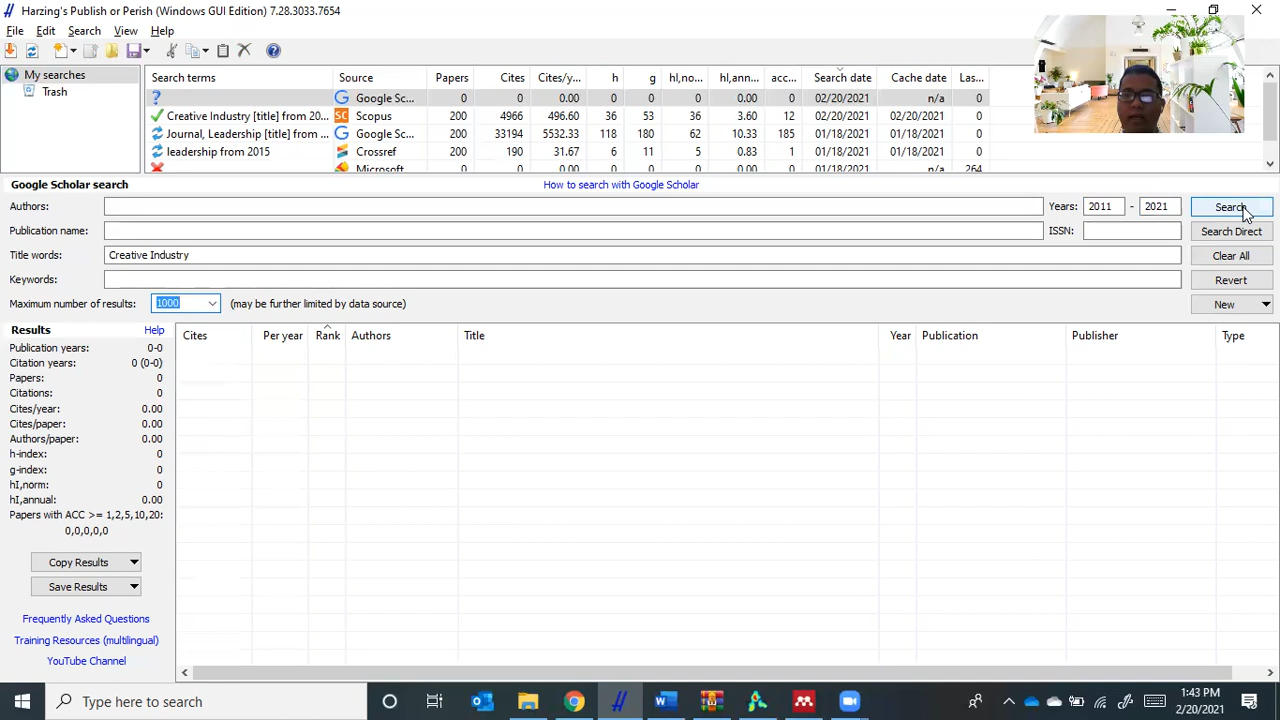 Harzing's Publish or Perish (Windows GUI Edition) 7.28.3033.7654
File Edit Search View Help
My searches
Trash
Search terms Source Papers Cites Cites/y... h g hI,no... hI,ann... acc... Search date Cache date Las...
? Google Sc... 0 0 0.00 0 0 0 0.00 0 02/20/2021 n/a 0
Creative Industry [title] from 20... Scopus 200 4966 496.60 36 53 36 3.60 12 02/20/2021 02/20/2021 0
Journal, Leadership [title] from ... Google Sc... 200 33194 5532.33 118 180 62 10.33 185 01/18/2021 01/18/2021 0
leadership from 2015 Crossref 200 190 31.67 6 11 5 0.83 1 01/18/2021 01/18/2021 0
Microsoft 0 0 0.00 0 0 0 0.00 0 n/a 264
Google Scholar search How to search with Google Scholar
Authors: Years: 2011 - 2021 Search
Publication name: ISSN: Search Direct
Title words: Creative Industry Clear All
Keywords: Revert
Maximum number of results: 1000 (may be further limited by data source) New
Results Help
Cites Per year Rank Authors Title Year Publication Publisher Type
Publication years: 0-0
Citation years: 0 (0-0)
Papers: 0
Citations: 0
Cites/year: 0.00
Cites/paper: 0.00
Authors/paper: 0.00
h-index: 0
g-index: 0
hI,norm: 0
hI,annual: 0.00
Papers with ACC >= 1,2,5,10,20:
0,0,0,0,0
Copy Results
Save Results
Frequently Asked Questions
Training Resources (multilingual)
YouTube Channel
Type here to search
1:43 PM
2/20/2021